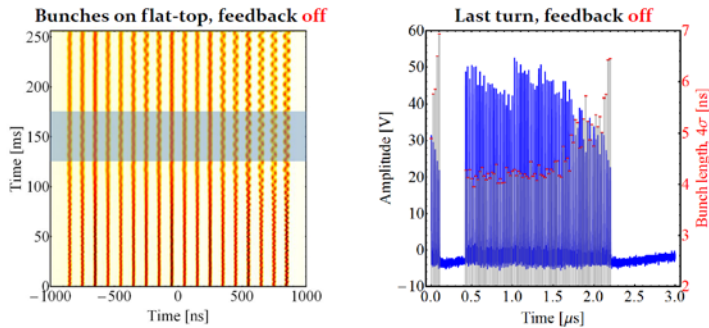 Bunches on flat-top, feedback off
250
200
150
100
50
0
Time [ms]
-1000 -500 0 500 1000
Time [ns]
Last turn, feedback off
60
50
40
30
20
10
0
-10
Amplitude [V]
0.0 0.5 1.0 1.5 2.0 2.5 3.0
Time [μs]
7
6
5
4
3
2
Bunch length, 4σ [ns]